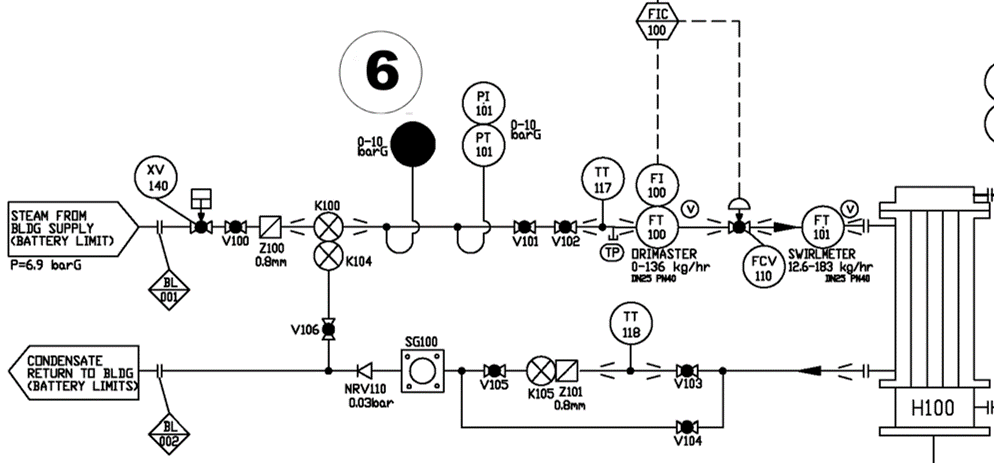 FIC
100
6
PI
101
0-10
barG
PT
101
0-10
barG
XV
140
TT
117
FI
100
V
V
STEAM FROM
BLDG SUPPLY
(BATTERY LIMIT)
K100
FT
100
FT
101
V100
Z100
0.8mm
V101
V102
P=6.9 barG
K104
TP
ORIMASTER
0-136 kg/hr
DN25 PN40
FCV
110
SWIRLMETER
12.6-183 kg/hr
DN25 PN40
BL
001
V106
TT
118
SG100
CONDENSATE
RETURN TO BLDG
(BATTERY LIMITS)
NRV110
0.03bar
V105
K105
Z101
0.8mm
V103
H100
BL
002
V104